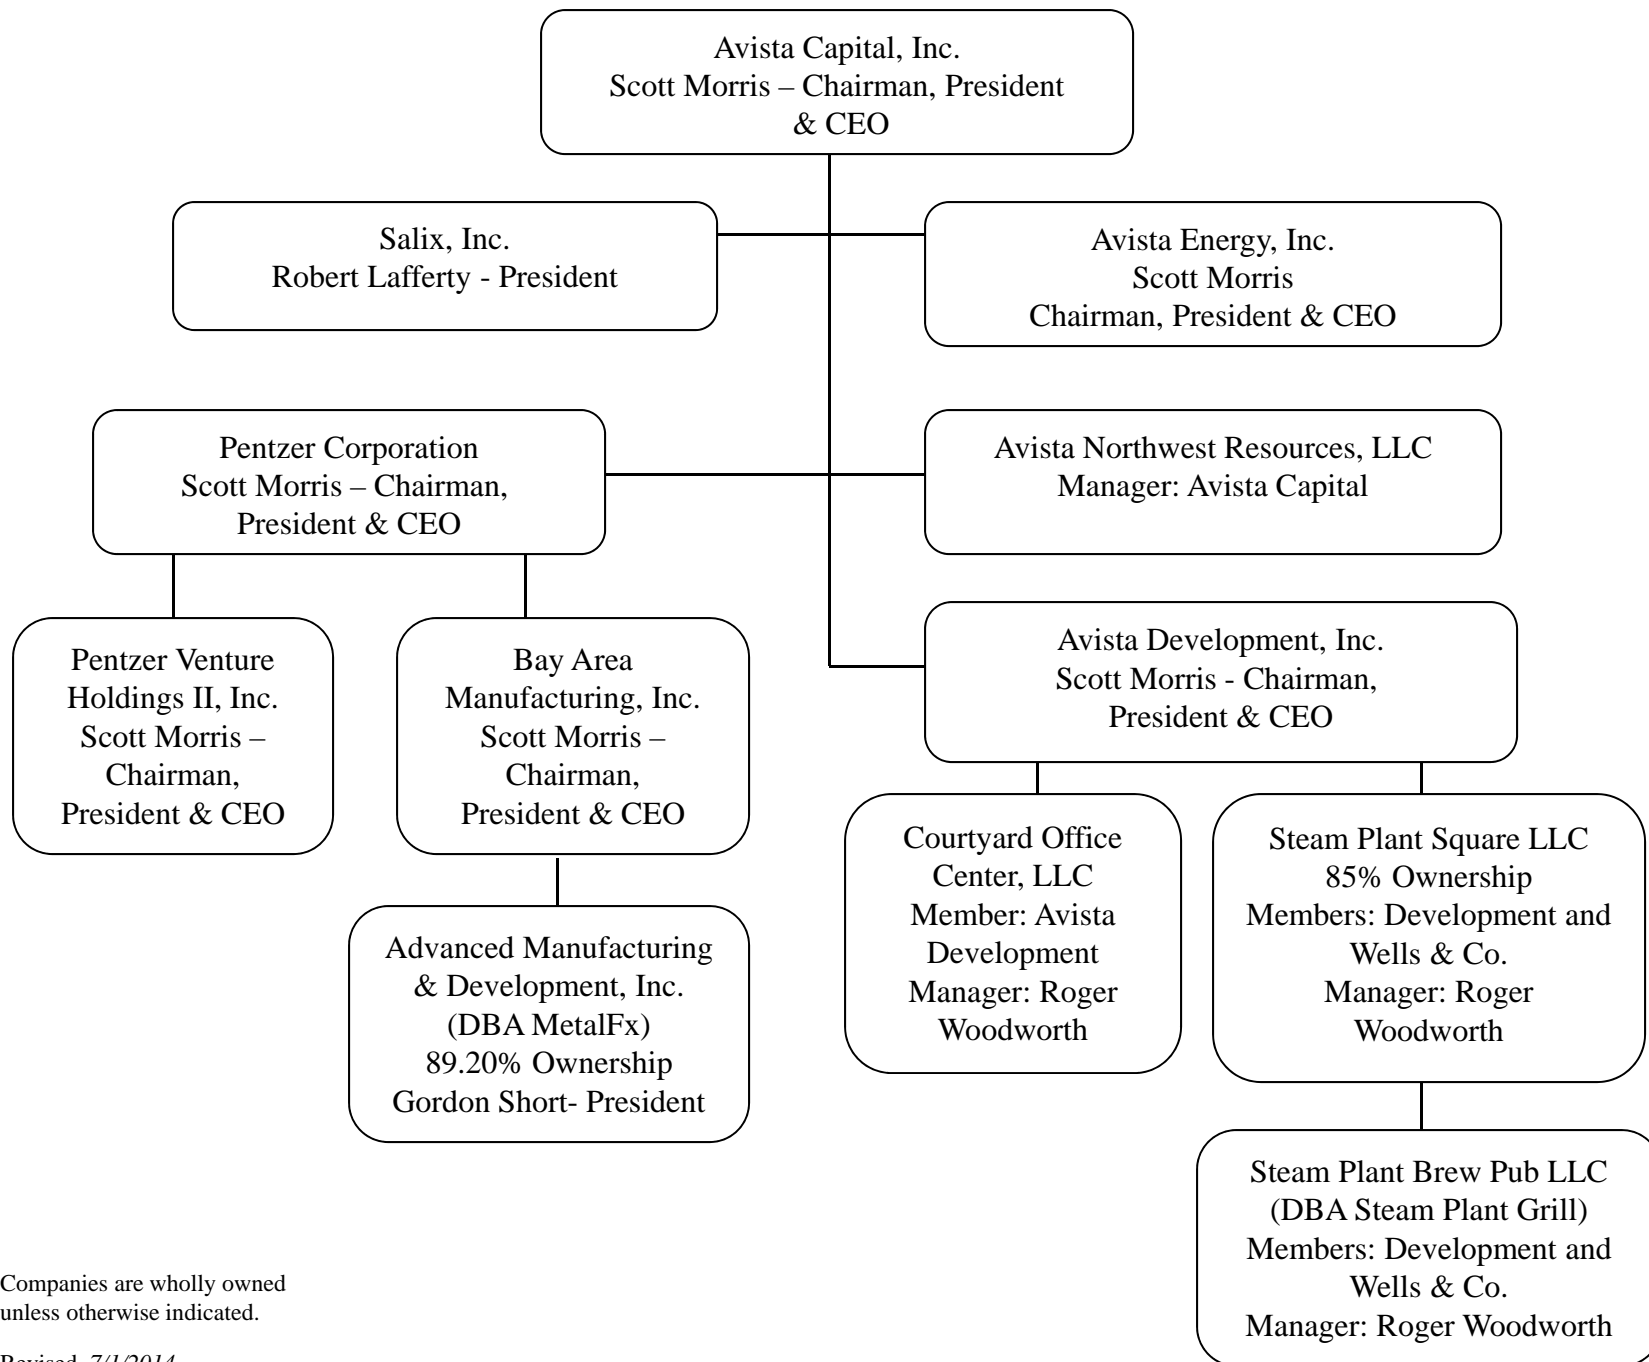 Avista Capital, Inc.
Scott Morris – Chairman, President
& CEO
Salix, Inc.
Robert Lafferty - President
Avista Energy, Inc.
Scott Morris
Chairman, President & CEO
Pentzer Corporation
Scott Morris – Chairman,
President & CEO
Avista Northwest Resources, LLC
Manager: Avista Capital
Pentzer Venture
Holdings II, Inc.
Scott Morris –
Chairman,
President & CEO
Bay Area
Manufacturing, Inc.
Scott Morris –
Chairman,
President & CEO
Avista Development, Inc.
Scott Morris - Chairman,
President & CEO
Advanced Manufacturing
& Development, Inc.
(DBA MetalFx)
89.20% Ownership
Gordon Short- President
Courtyard Office
Center, LLC
Member: Avista
Development
Manager: Roger
Woodworth
Steam Plant Square LLC
85% Ownership
Members: Development and
Wells & Co.
Manager: Roger
Woodworth
Steam Plant Brew Pub LLC
(DBA Steam Plant Grill)
Members: Development and
Wells & Co.
Manager: Roger Woodworth
Companies are wholly owned
unless otherwise indicated.
Revised 7/1/2014